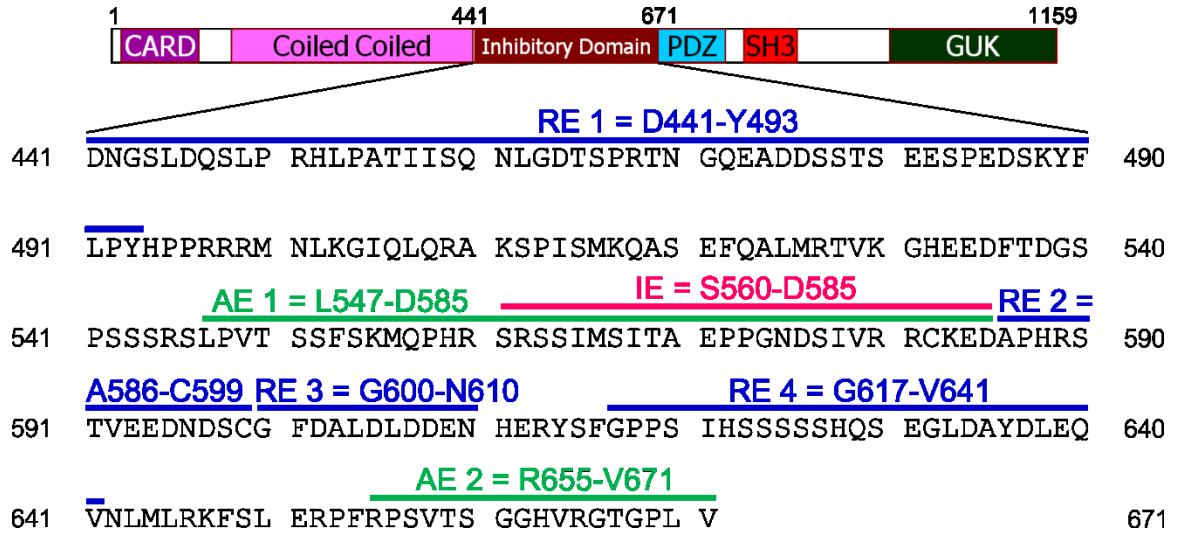 1 441 671 1159
CARD Coiled Coiled Inhibitory Domain PDZ SH3 GUK
RE 1 = D441-Y493
441 DNGSLDQSLP RHLPATIISQ NLGDTSPRTN GQEADDSSTS EESPEDSKYF 490
491 LPYHPPRRRM NLKGIQLQRA KSPISMKQAS EFQALMRTVK GHEEDFTDGS 540
AE 1 = L547-D585 IE = S560-D585 RE 2 =
541 PSSSRSLPVT SSFSKMQPHR SRSSIMSITA EPPGNDSIVR RCKEDAPHRS 590
A586-C599 RE 3 = G600-N610 RE 4 = G617-V641
591 TVEEDNDSCG FDALDLDDEN HERYSFGPPS IHSSSSSHQS EGLDAYDLEQ 640
AE 2 = R655-V671
641 VNLMLRKFSL ERPFRPSVTS GGHVRGTGPL V 671